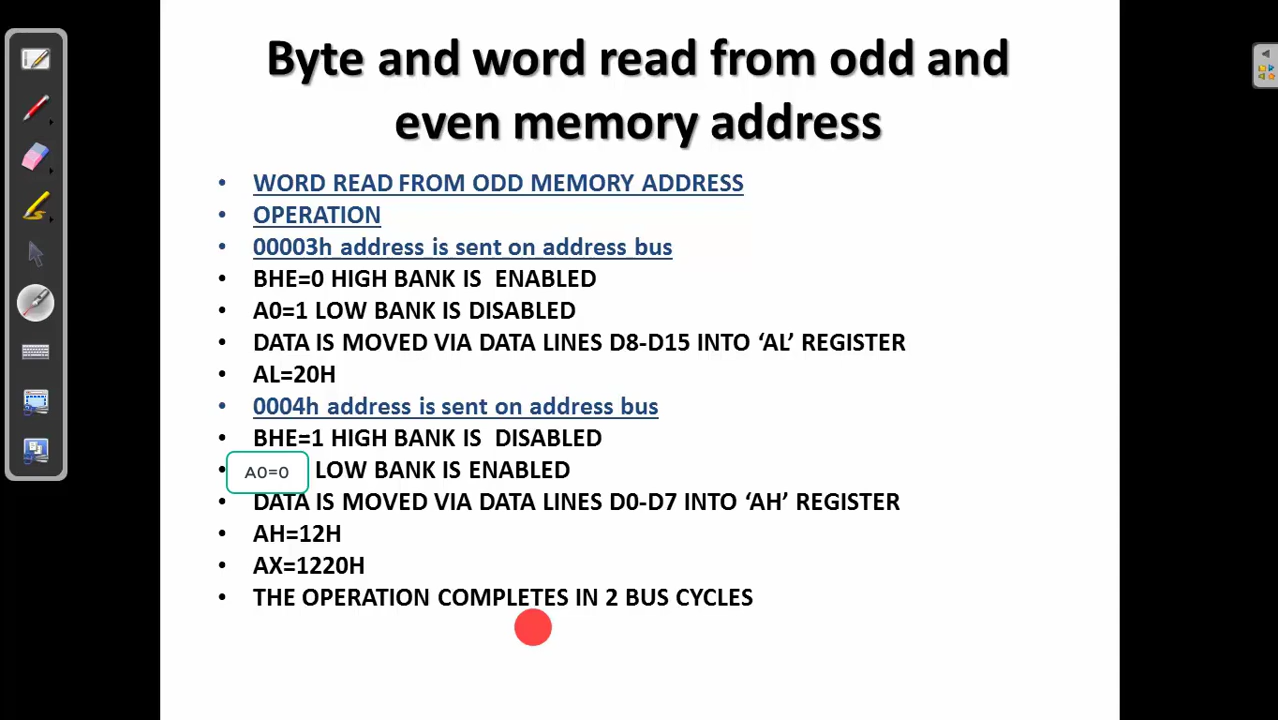 Byte and word read from odd and
even memory address
• WORD READ FROM ODD MEMORY ADDRESS
• OPERATION
• 00003h address is sent on address bus
• BHE=0 HIGH BANK IS ENABLED
• A0=1 LOW BANK IS DISABLED
• DATA IS MOVED VIA DATA LINES D8-D15 INTO ‘AL’ REGISTER
• AL=20H
• 0004h address is sent on address bus
• BHE=1 HIGH BANK IS DISABLED
• A0=0 LOW BANK IS ENABLED
• DATA IS MOVED VIA DATA LINES D0-D7 INTO ‘AH’ REGISTER
• AH=12H
• AX=1220H
• THE OPERATION COMPLETES IN 2 BUS CYCLES